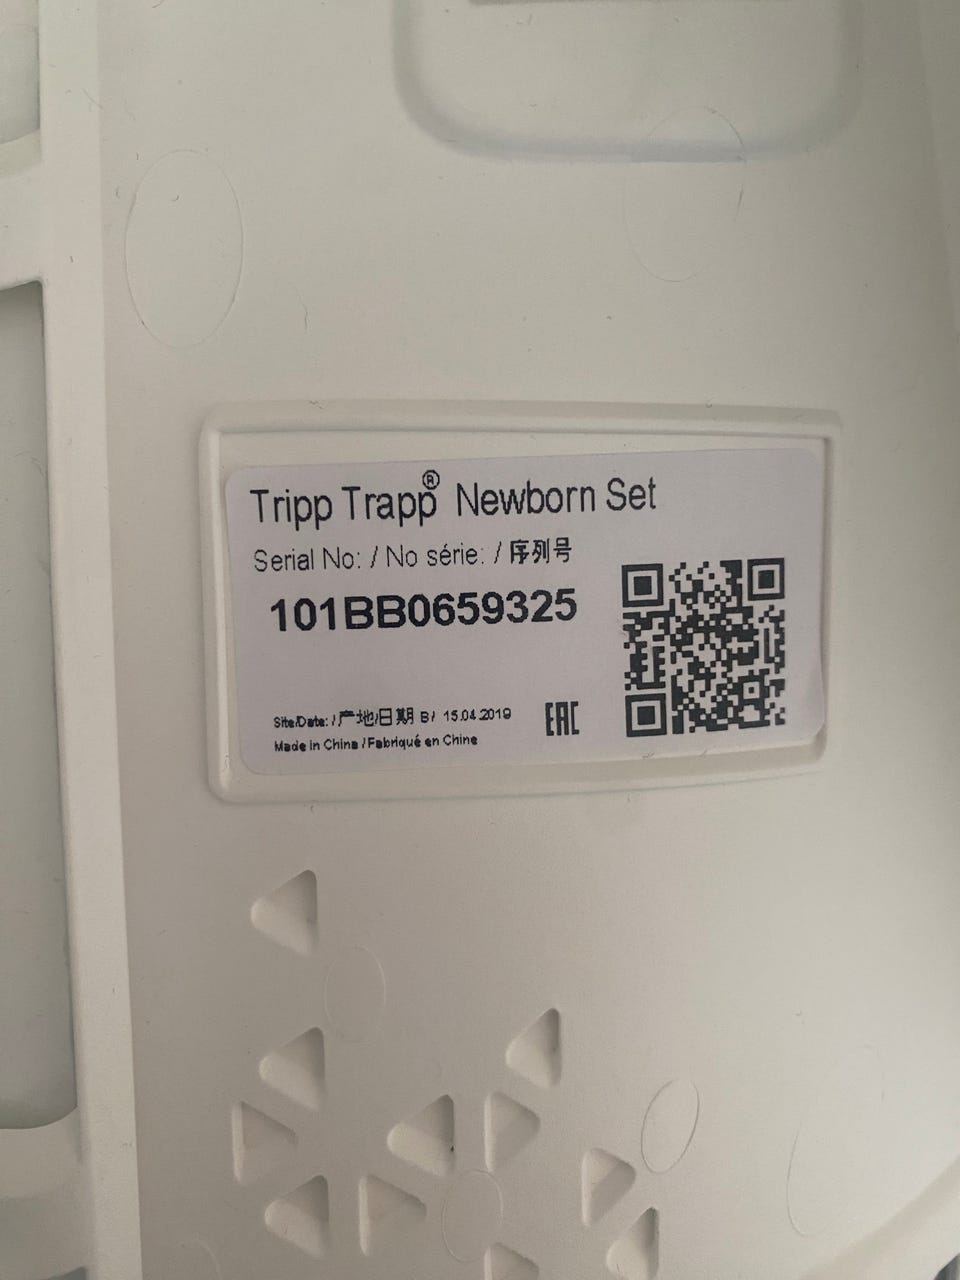 Tripp Trapp® Newborn Set
Serial No: / No série: / 序列号
101BB0659325
Site/Date: / 产地/日期 B/ 15.04.2019
Made in China / Fabriqué en Chine
EAC